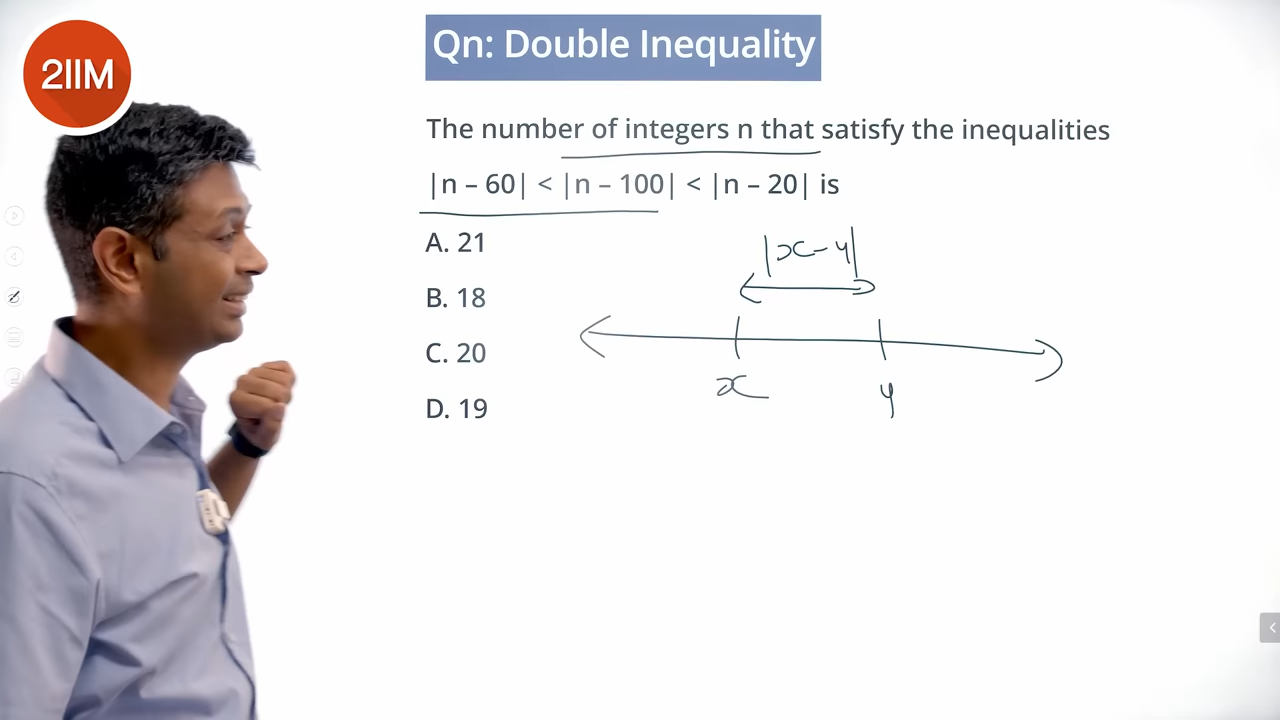 2IIM
Qn: Double Inequality
The number of integers n that satisfy the inequalities
|n – 60| < |n – 100| < |n – 20| is
A. 21
|x-y|
B. 18
C. 20
x y
D. 19